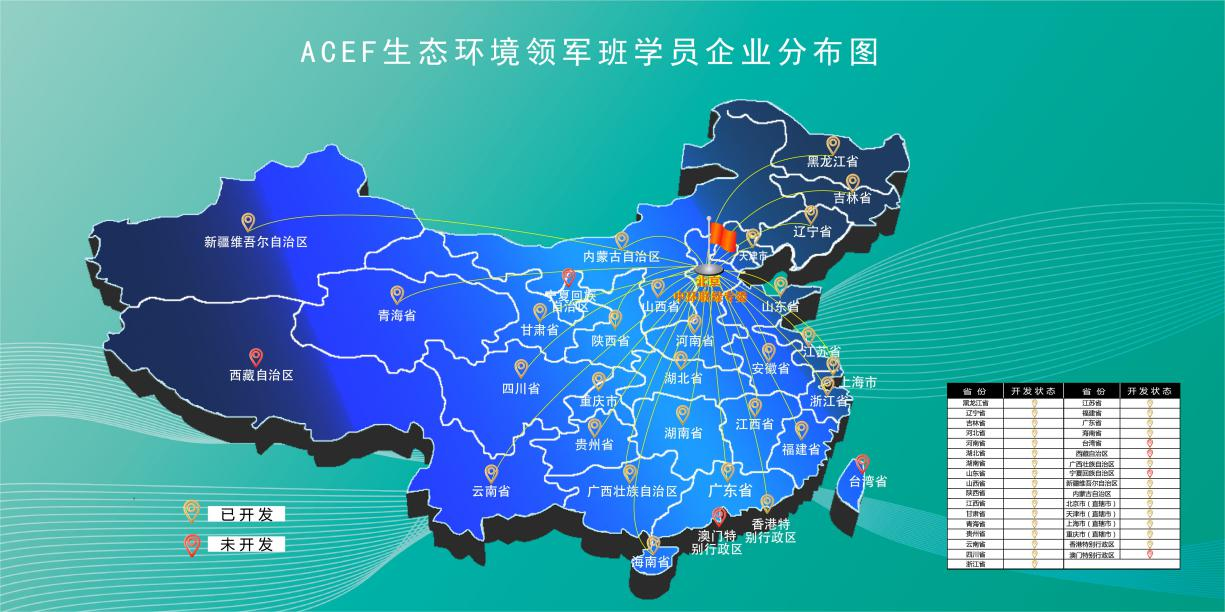 ACEF生态环境领军班学员企业分布图
黑龙江省
吉林省
辽宁省
新疆维吾尔自治区
内蒙古自治区
天津市
北京
宁夏回族
自治区
山西省
山东省
青海省
甘肃省
陕西省
河南省
江苏省
安徽省
西藏自治区
四川省
湖北省
上海市
重庆市
浙江省
江西省
湖南省
贵州省
福建省
云南省
广西壮族自治区
广东省
台湾省
香港特
别行政区
澳门特
别行政区
海南省
已开发
未开发
省 份 开发状态 省 份 开发状态
黑龙江省 江苏省
辽宁省 福建省
吉林省 广东省
河北省 海南省
河南省 台湾省
湖北省 西藏自治区
湖南省 广西壮族自治区
山东省 宁夏回族自治区
山西省 新疆维吾尔自治区
陕西省 内蒙古自治区
江西省 北京市（直辖市）
甘肃省 天津市（直辖市）
青海省 上海市（直辖市）
贵州省 重庆市（直辖市）
云南省 香港特别行政区
四川省 澳门特别行政区
浙江省